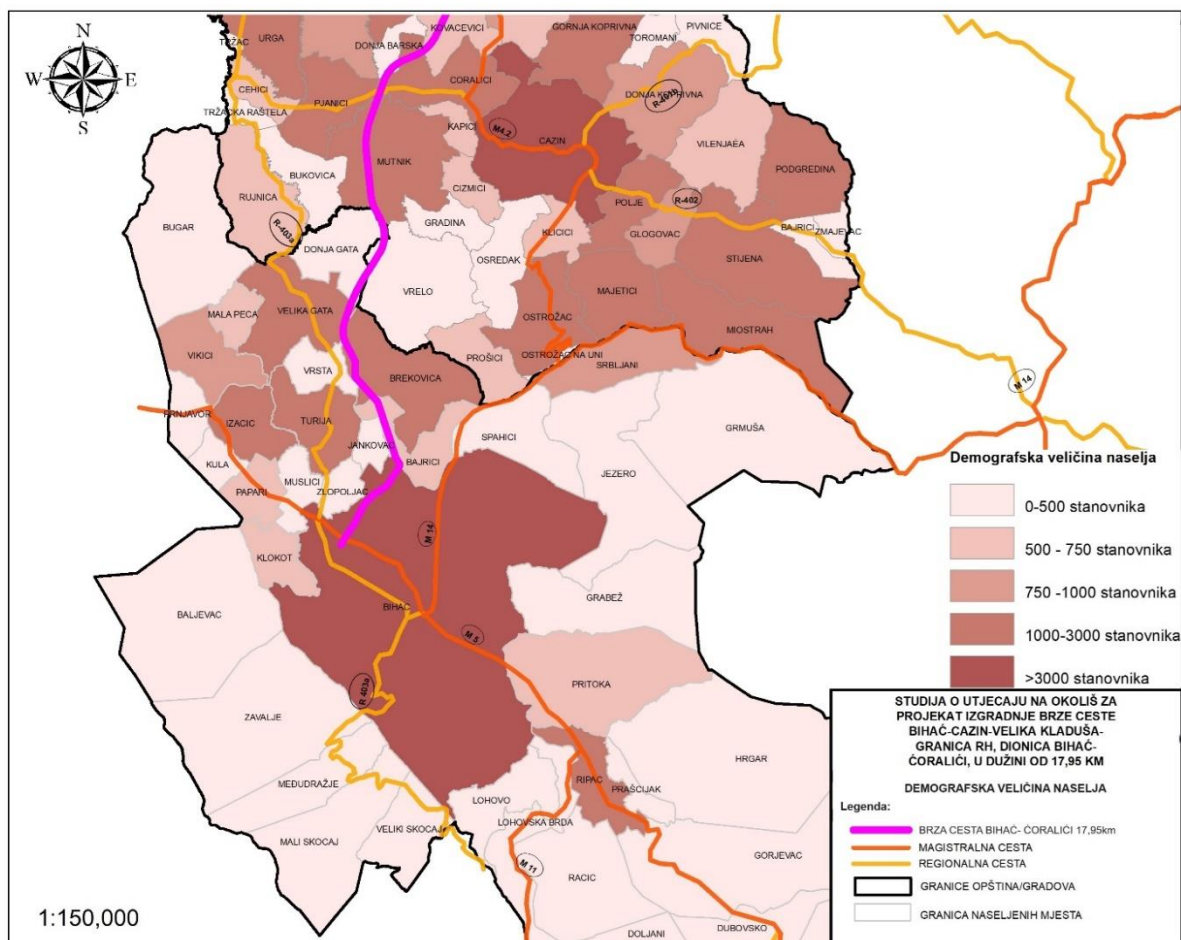 N
W E
S
TRŽAC
URGA
DONJA BARSKA
KOVACEVICI
GORNJA KOPRIVNA
TOROMANI
PIVNICE
CEHICI
PJANICI
CORALICI
DONJA KOPRIVNA
TRŽACKA RAŠTELA
KAPICI
M4.2
CAZIN
VILENJAEA
MUTNIK
BUKOVICA
PODGREDINA
RUJNICA
CIZMICI
POLJE
R-402
BUGAR
R-403a
DONJA GATA
GRADINA
KLICICI
GLOGOVAC
BAJRICI
ZMAJEVAC
OSREDAK
STIJENA
VRELO
MAJETICI
MALA PECA
VELIKA GATA
OSTROŽAC
MIOSTRAH
VIKICI
PROŠICI
OSTROŽAC NA UNI
SRBLJANI
VRSTA
BREKOVICA
M 14
IZACIC
TURIJA
GRMUŠA
JANKOVAC
SPAHICI
KULA
BAJRICI
JEZERO
MUSLICI
PAPARI
ZLOPOLJAC
KLOKOT
M 14
BALJEVAC
BIHAĆ
GRABEŽ
M 5
PRITOKA
R 403a
ZAVALJE
HRGAR
MEĐUDRAŽJE
RIPAC
PRAŠCIJAK
LOHOVO
LOHOVSKA BRDA
MALI SKOCAJ
VELIKI SKOCAJ
GORJEVAC
M 11
RACIC
DUBOVSKO
DOLJANI
1:150,000
Demografska veličina naselja
0-500 stanovnika
500 - 750 stanovnika
750 -1000 stanovnika
1000-3000 stanovnika
>3000 stanovnika
STUDIJA O UTJECAJU NA OKOLIŠ ZA
PROJEKAT IZGRADNJE BRZE CESTE
BIHAĆ-CAZIN-VELIKA KLADUŠA-
GRANICA RH, DIONICA BIHAĆ-
ĆORALIĆI, U DUŽINI OD 17,95 KM
DEMOGRAFSKA VELIČINA NASELJA
Legenda:
BRZA CESTA BIHAĆ- ĆORALIĆI 17,95km
MAGISTRALNA CESTA
REGIONALNA CESTA
GRANICE OPŠTINA/GRADOVA
GRANICA NASELJENIH MJESTA